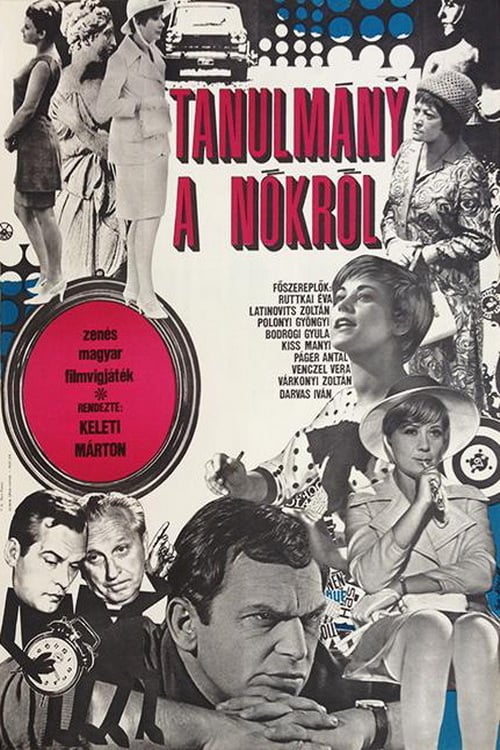 TANULMÁNY
A NŐKRŐL
FŐSZEREPLŐK:
RUTTKAI ÉVA
LATINOVITS ZOLTÁN
POLONYI GYÖNGYI
BODROGI GYULA
KISS MANYI
PÁGER ANTAL
VENCZEL VERA
VÁRKONYI ZOLTÁN
DARVAS IVÁN
zenés
magyar
filmvigjáték
RENDEZTE:
KELETI
MÁRTON